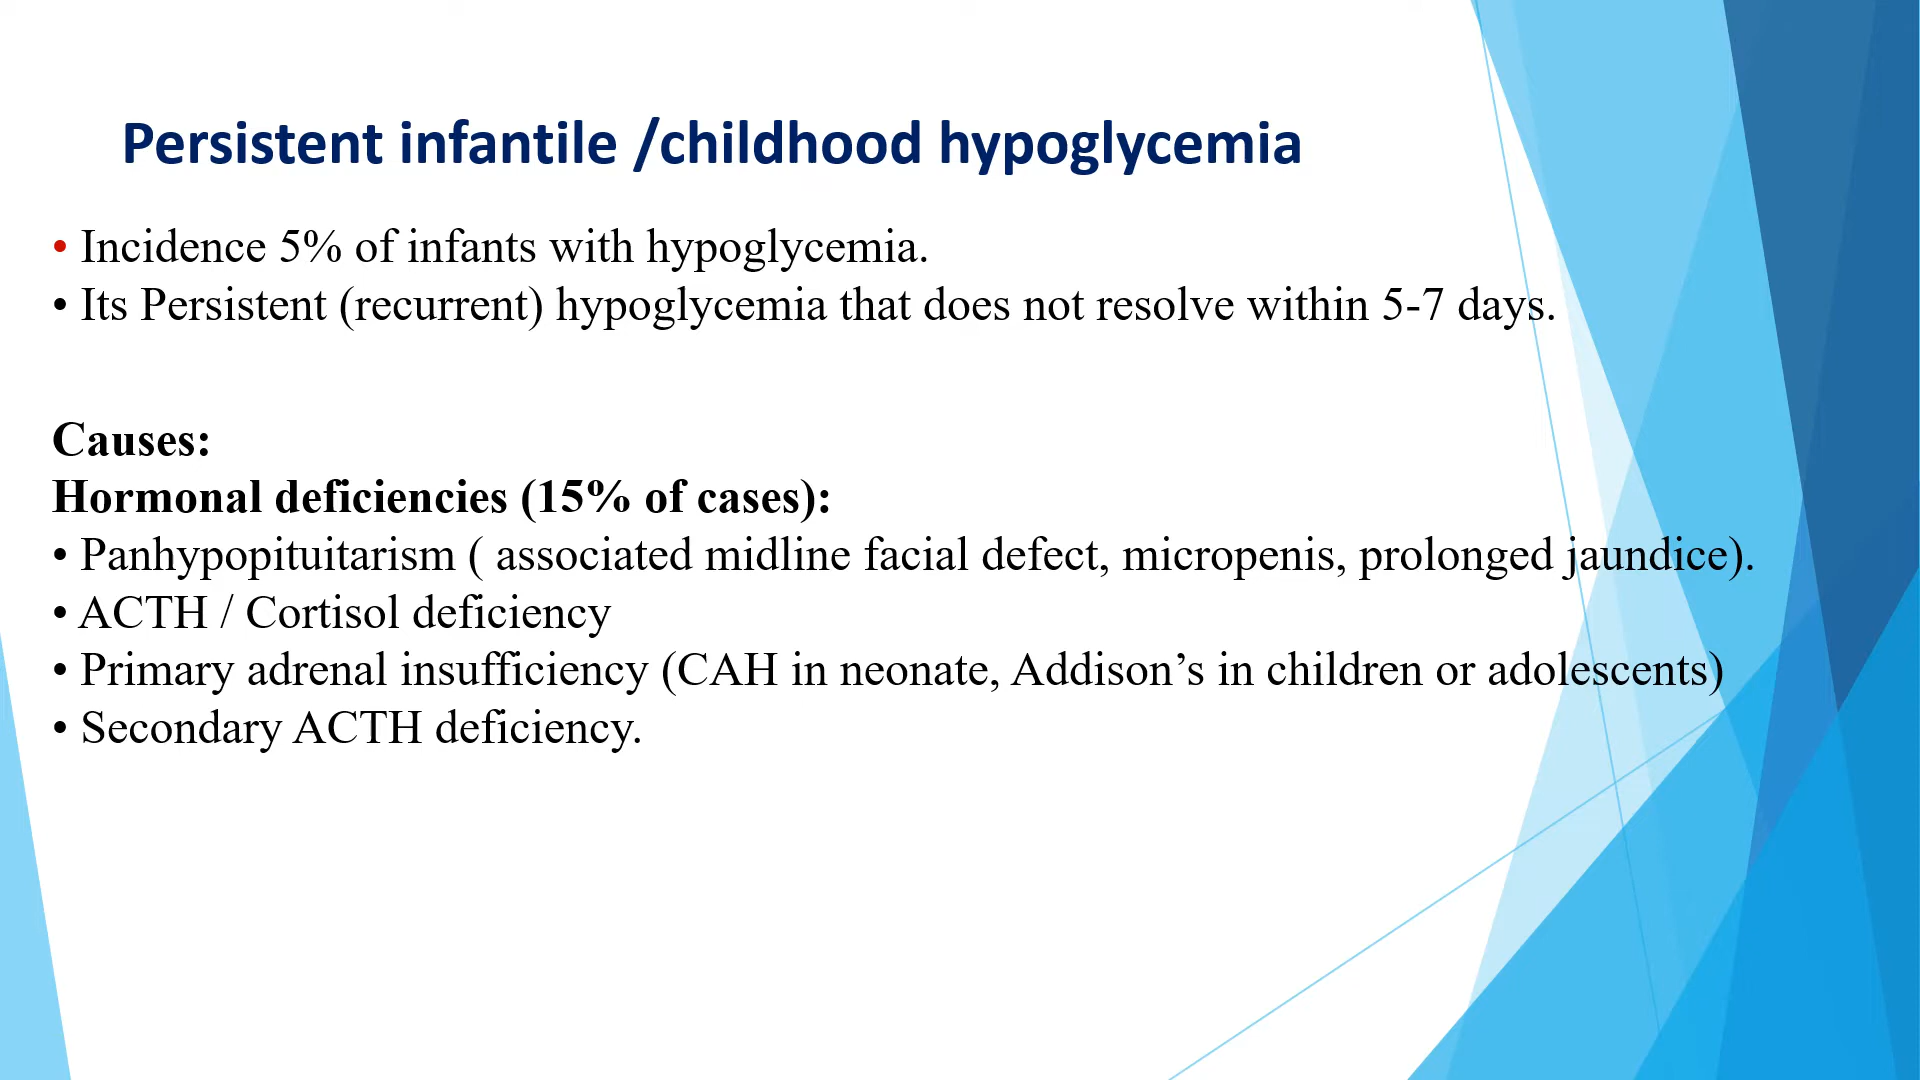 Persistent infantile /childhood hypoglycemia
• Incidence 5% of infants with hypoglycemia.
• Its Persistent (recurrent) hypoglycemia that does not resolve within 5-7 days.
Causes:
Hormonal deficiencies (15% of cases):
• Panhypopituitarism ( associated midline facial defect, micropenis, prolonged jaundice).
• ACTH / Cortisol deficiency
• Primary adrenal insufficiency (CAH in neonate, Addison’s in children or adolescents)
• Secondary ACTH deficiency.